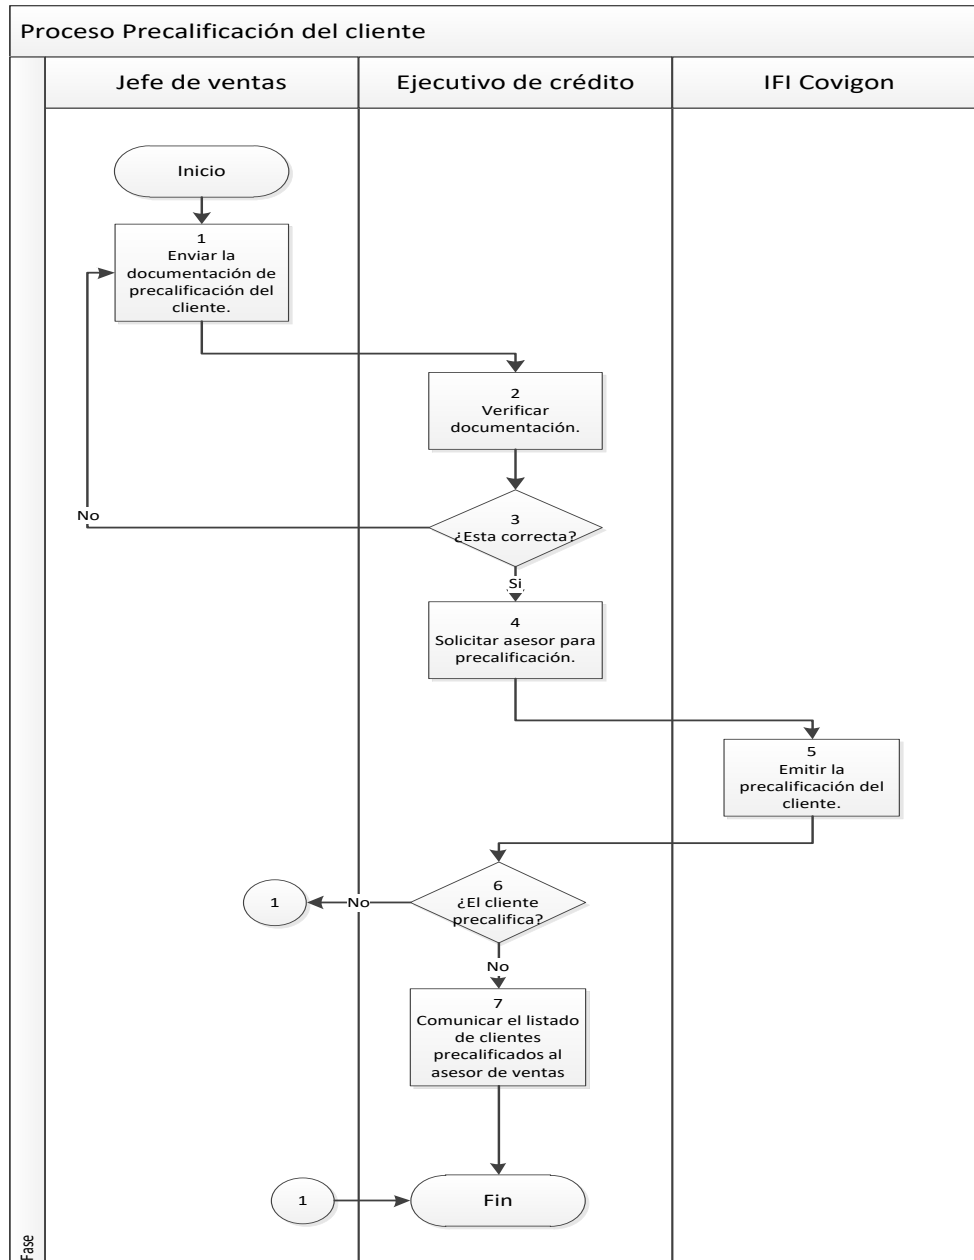 Proceso Precalificación del cliente
Jefe de ventas
Ejecutivo de crédito
IFI Covigon
Inicio
1
Enviar la
documentación de
precalificación del
cliente.
2
Verificar
documentación.
3
¿Esta correcta?
No
Si
4
Solicitar asesor para
precalificación.
5
Emitir la
precalificación del
cliente.
6
¿El cliente
precalifica?
No
1
No
7
Comunicar el listado
de clientes
precalificados al
asesor de ventas
1
Fin
Fase